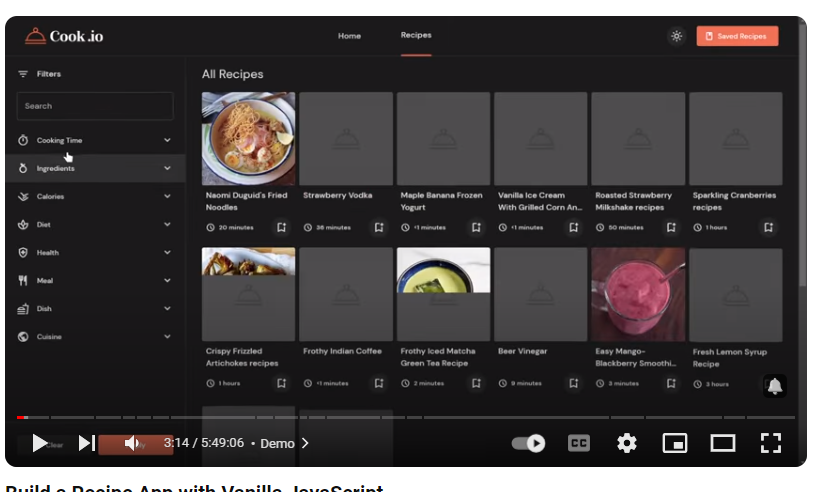 Cook.io
Home
Recipes
Saved Recipes
Filters
Search
Cooking Time
Ingredients
Calories
Diet
Health
Meal
Dish
Cuisine
All Recipes
Naomi Duguid's Fried
Noodles
20 minutes
Strawberry Vodka
36 minutes
Maple Banana Frozen
Yogurt
<1 minutes
Vanilla Ice Cream
With Grilled Corn An...
<1 minutes
Roasted Strawberry
Milkshake recipes
50 minutes
Sparkling Cranberries
recipes
1 hours
Crispy Frizzled
Artichokes recipes
1 hours
Frothy Indian Coffee
<1 minutes
Frothy Iced Matcha
Green Tea Recipe
2 minutes
Beer Vinegar
9 minutes
Easy Mango-
Blackberry Smoothi...
3 minutes
Fresh Lemon Syrup
Recipe
3 hours
3:14 / 5:49:06 • Demo
CC
Build a Recipe App with Vanilla JavaScript